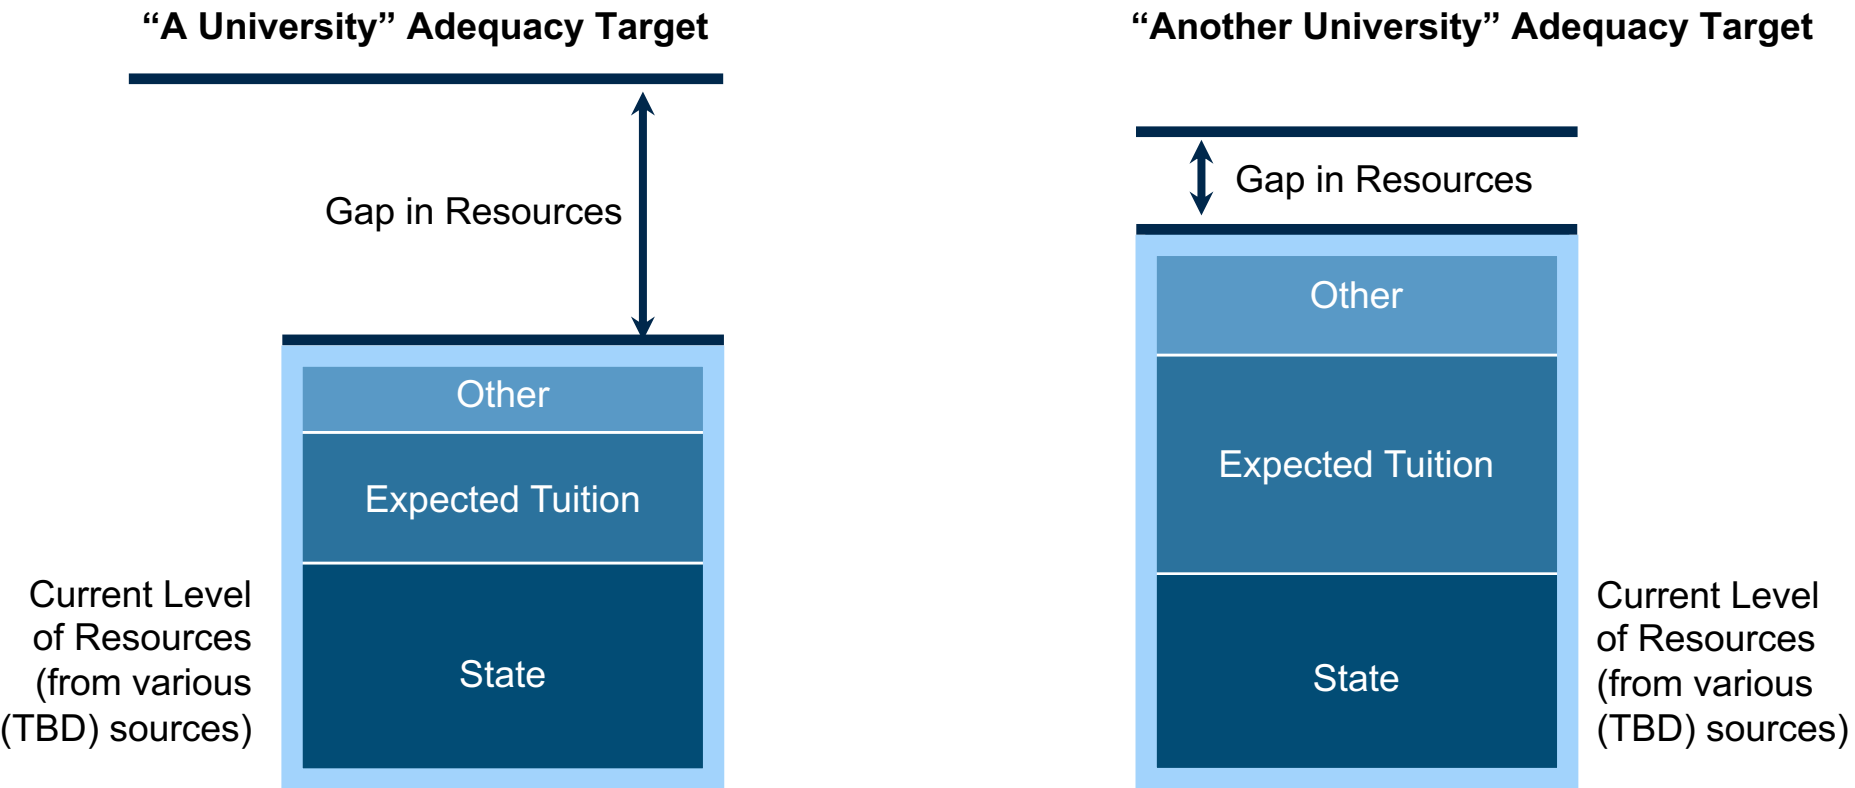 “A University” Adequacy Target
Gap in Resources
Other
Expected Tuition
State
Current Level
of Resources
(from various
(TBD) sources)
“Another University” Adequacy Target
Gap in Resources
Other
Expected Tuition
State
Current Level
of Resources
(from various
(TBD) sources)